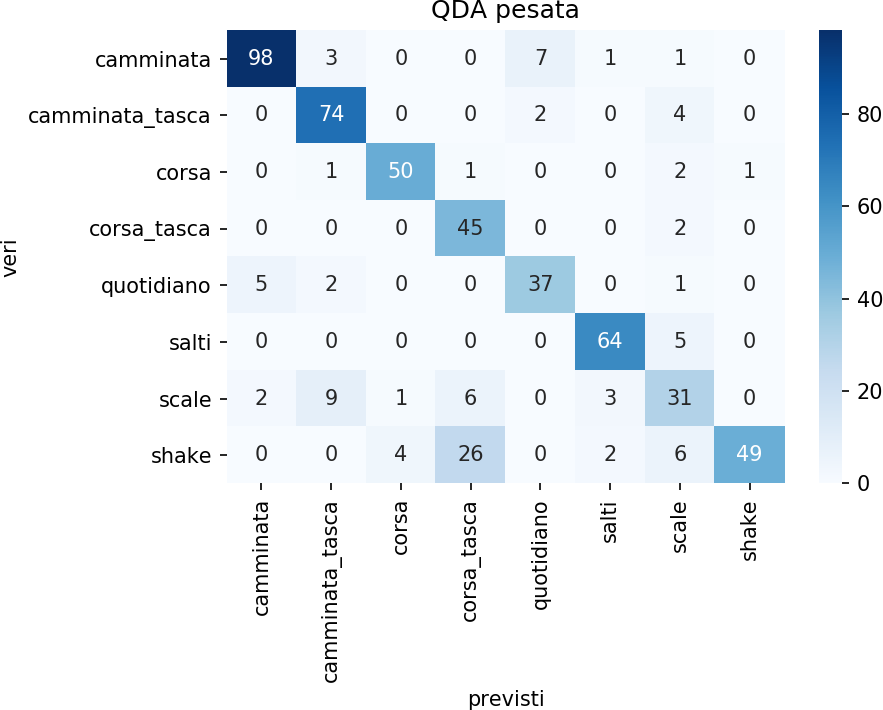 QDA pesata
camminata 98 3 0 0 7 1 1 0
camminata_tasca 0 74 0 0 2 0 4 0
corsa 0 1 50 1 0 0 2 1
corsa_tasca 0 0 0 45 0 0 2 0
quotidiano 5 2 0 0 37 0 1 0
salti 0 0 0 0 0 64 5 0
scale 2 9 1 6 0 3 31 0
shake 0 0 4 26 0 2 6 49
veri
camminata camminata_tasca corsa corsa_tasca quotidiano salti scale shake
previsti
80
60
40
20
0